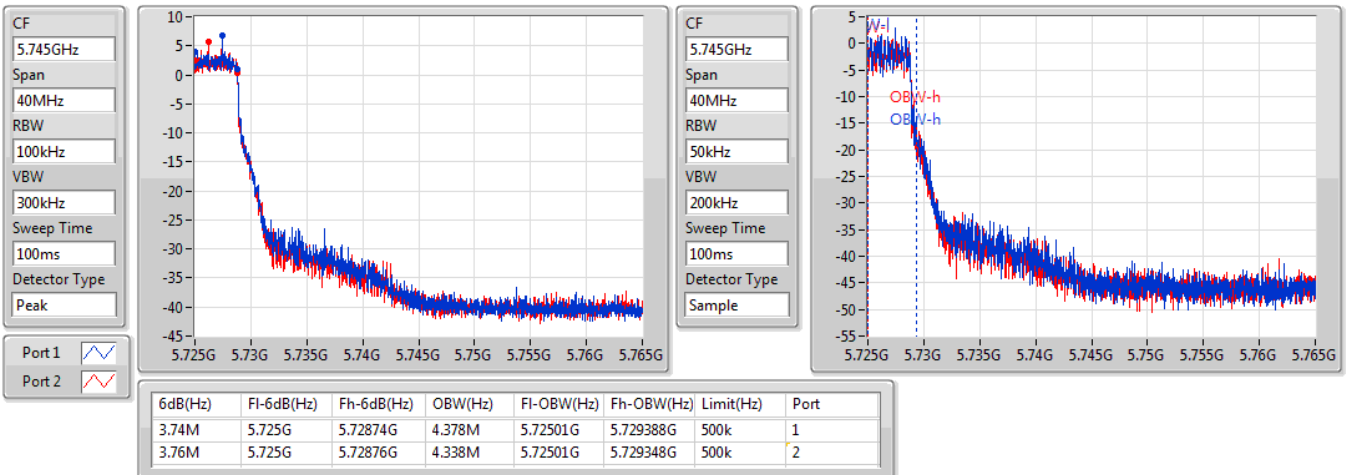 CF
5.745GHz
Span
40MHz
RBW
100kHz
VBW
300kHz
Sweep Time
100ms
Detector Type
Peak
Port 1
Port 2
10
5
0
-5
-10
-15
-20
-25
-30
-35
-40
-45
5.725G 5.73G 5.735G 5.74G 5.745G 5.75G 5.755G 5.76G 5.765G
CF
5.745GHz
Span
40MHz
RBW
50kHz
VBW
200kHz
Sweep Time
100ms
Detector Type
Sample
5
0
-5
-10
-15
-20
-25
-30
-35
-40
-45
-50
-55
W-l
OBW-h
OBW-h
5.725G 5.73G 5.735G 5.74G 5.745G 5.75G 5.755G 5.76G 5.765G
6dB(Hz) Fl-6dB(Hz) Fh-6dB(Hz) OBW(Hz) Fl-OBW(Hz) Fh-OBW(Hz) Limit(Hz) Port
3.74M 5.725G 5.72874G 4.378M 5.72501G 5.729388G 500k 1
3.76M 5.725G 5.72876G 4.338M 5.72501G 5.729348G 500k 2